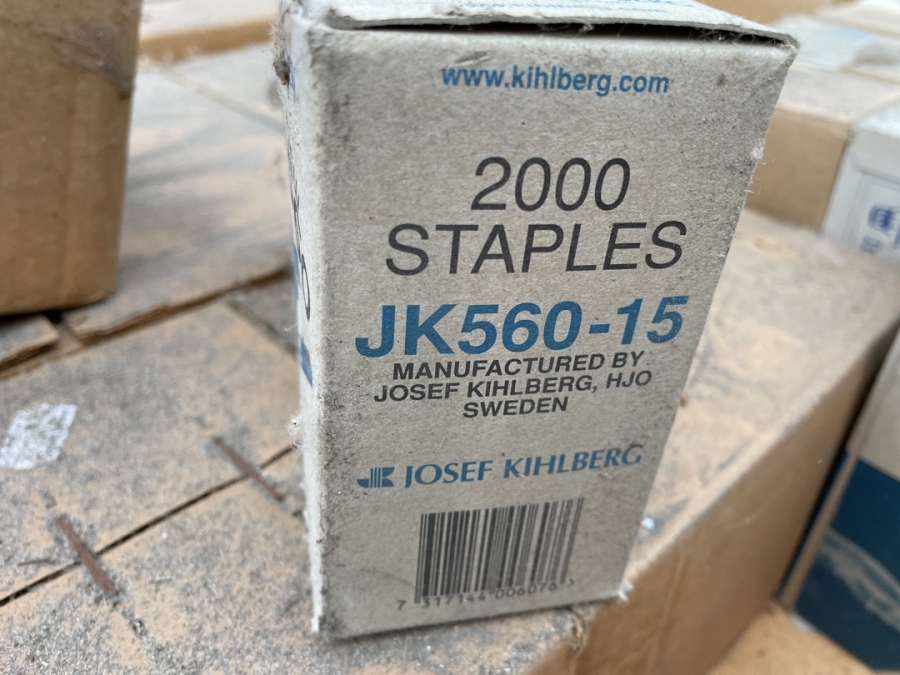 www.kihlberg.com
2000
STAPLES
JK560-15
MANUFACTURED BY
JOSEF KIHLBERG, HJO
SWEDEN
JOSEF KIHLBERG